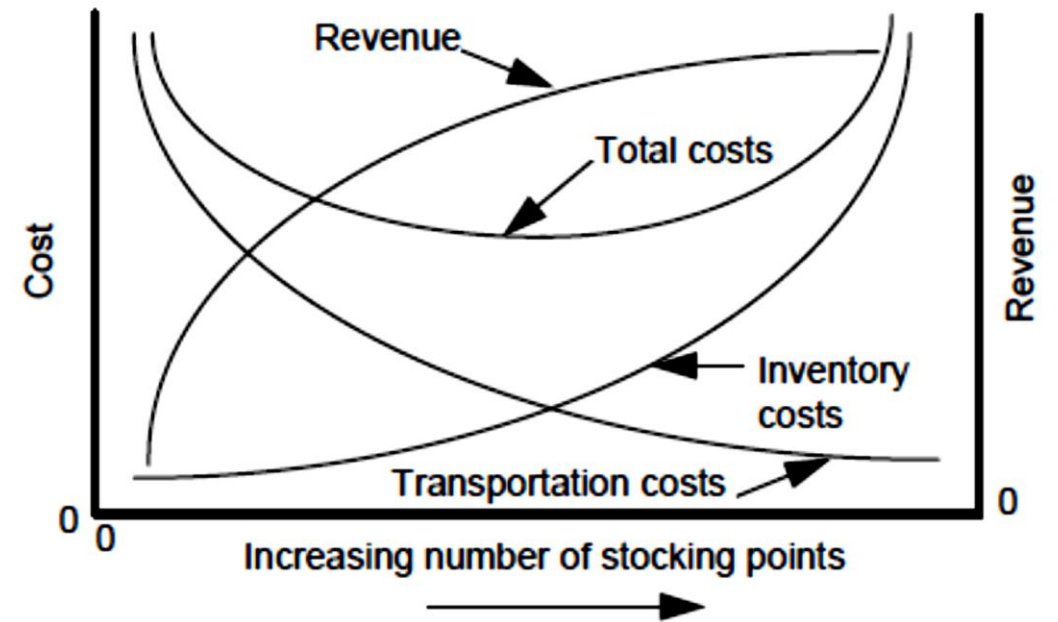 Revenue
Total costs
Cost
Revenue
Inventory
costs
Transportation costs
0
0
0
Increasing number of stocking points